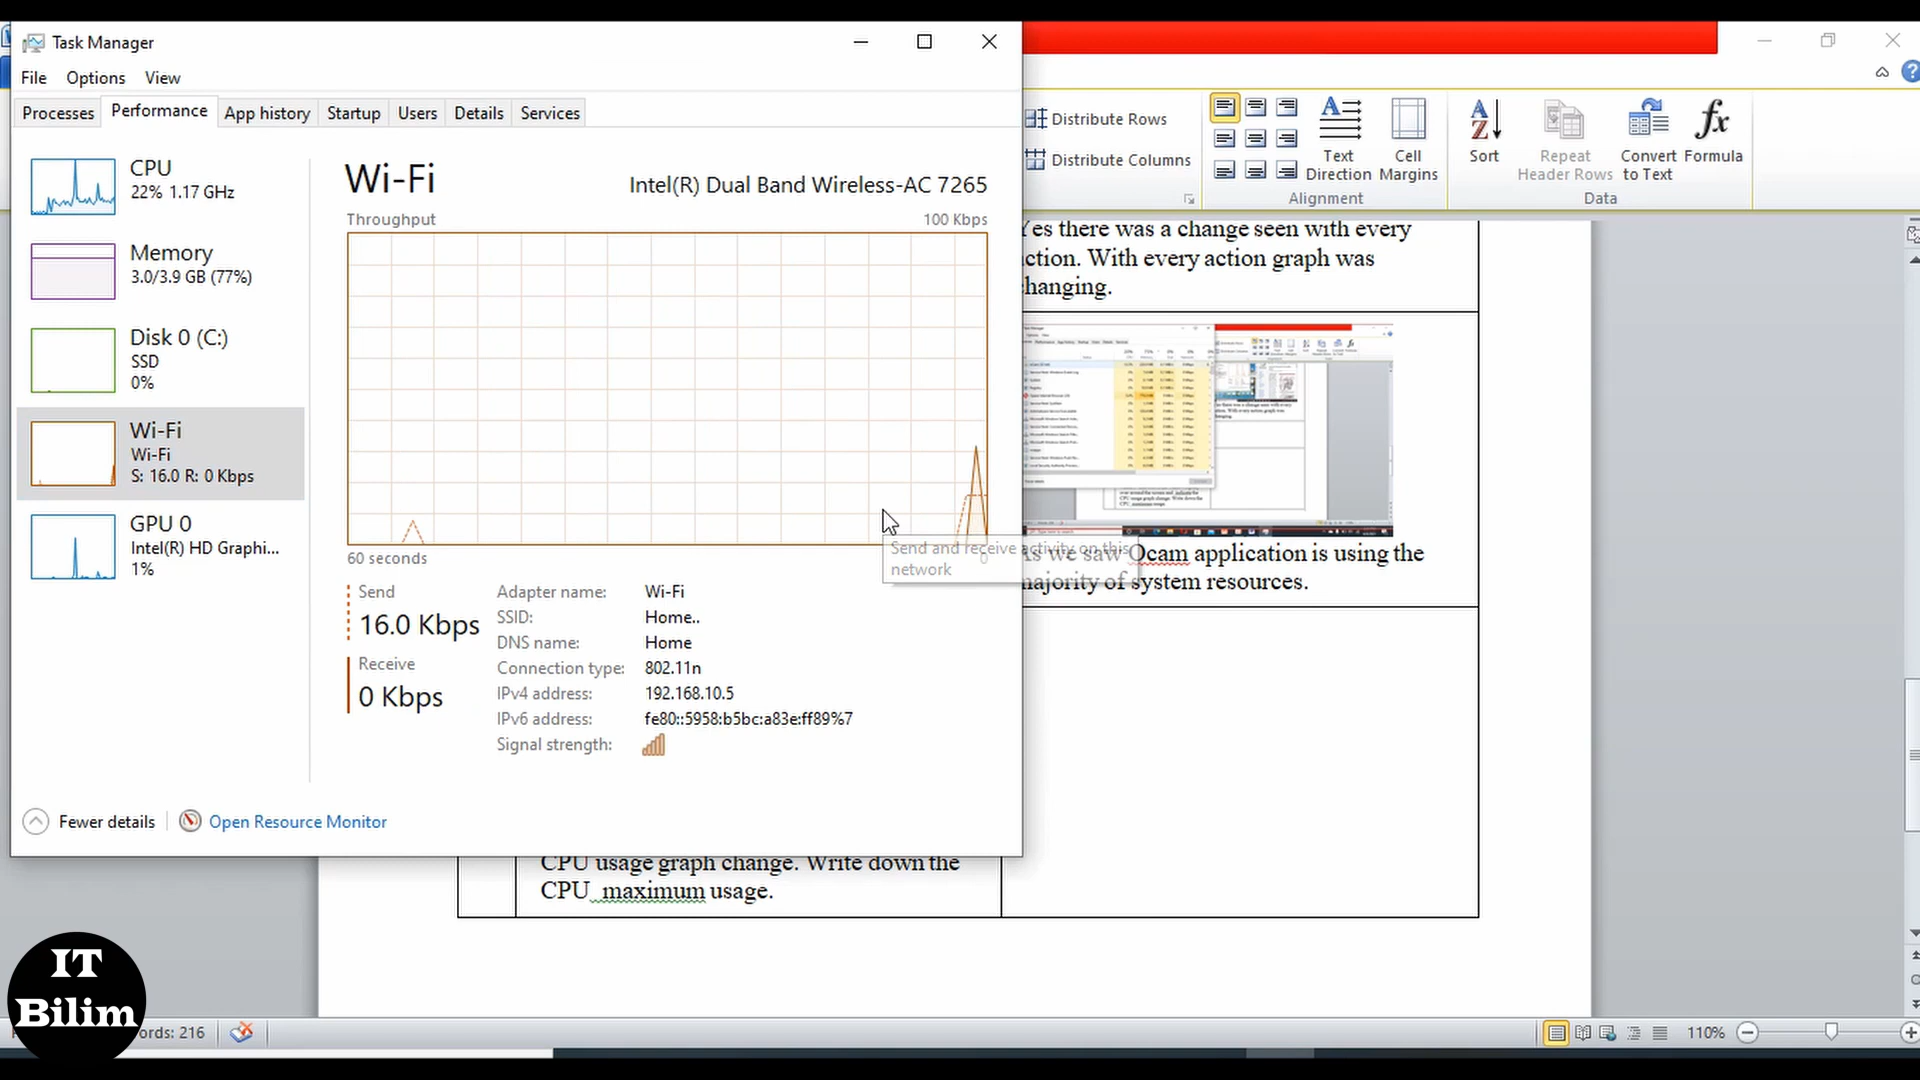 Task Manager
File Options View
Processes Performance App history Startup Users Details Services
CPU
22% 1.17 GHz
Memory
3.0/3.9 GB (77%)
Disk 0 (C:)
SSD
0%
Wi-Fi
Wi-Fi
S: 16.0 R: 0 Kbps
GPU 0
Intel(R) HD Graphi...
1%
Wi-Fi
Intel(R) Dual Band Wireless-AC 7265
Throughput
100 Kbps
60 seconds
0
Send and receive activity on this
network
Send
16.0 Kbps
Receive
0 Kbps
Adapter name: Wi-Fi
SSID: Home..
DNS name: Home
Connection type: 802.11n
IPv4 address: 192.168.10.5
IPv6 address: fe80::5958:b5bc:a83e:ff89%7
Signal strength:
Fewer details
Open Resource Monitor
Distribute Rows
Distribute Columns
Text
Direction
Cell
Margins
Alignment
Sort
Repeat
Header Rows
Convert
to Text
Formula
Data
Yes there was a change seen with every
ction. With every action graph was
hanging.
As we saw Ocam application is using the
majority of system resources.
CPU usage graph change. Write down the
CPU maximum usage.
IT
Bilim
ords: 216
110%